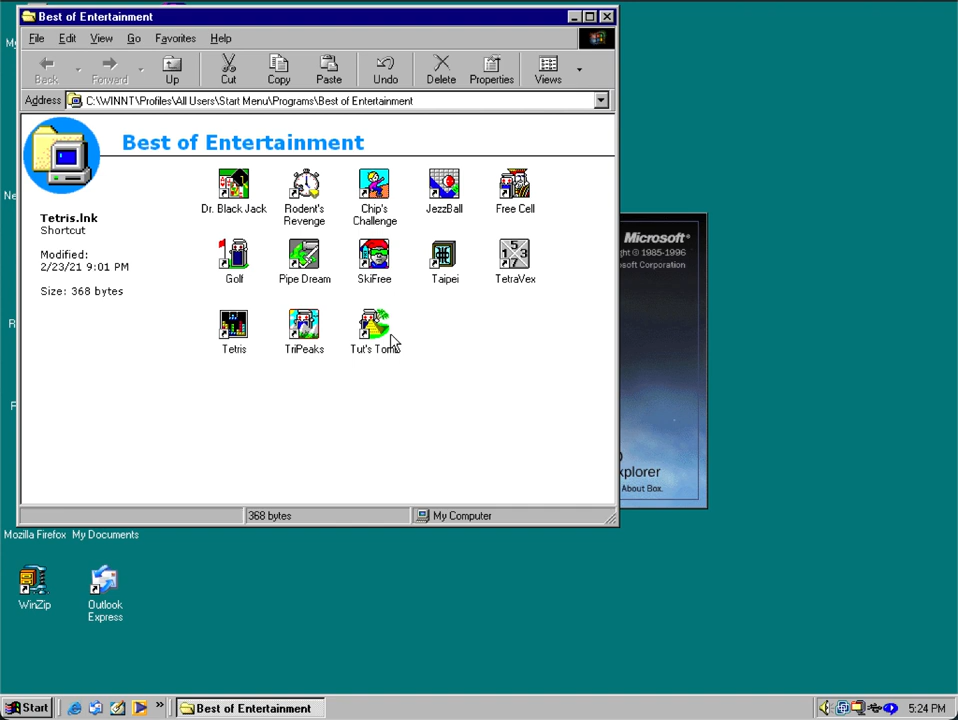 Best of Entertainment
File Edit View Go Favorites Help
Back Forward Up Cut Copy Paste Undo Delete Properties Views
Address C:\WINNT\Profiles\All Users\Start Menu\Programs\Best of Entertainment
Best of Entertainment
Tetris.lnk
Shortcut
Modified:
2/23/21 9:01 PM
Size: 368 bytes
Dr. Black Jack
Rodent's
Revenge
Chip's
Challenge
JezzBall
Free Cell
Golf
Pipe Dream
SkiFree
Taipei
TetraVex
Tetris
TriPeaks
Tut's Tomb
368 bytes
My Computer
Microsoft®
1985-1996
Corporation
About Box.
Mozilla Firefox
My Documents
WinZip
Outlook
Express
Start
Best of Entertainment
5:24 PM